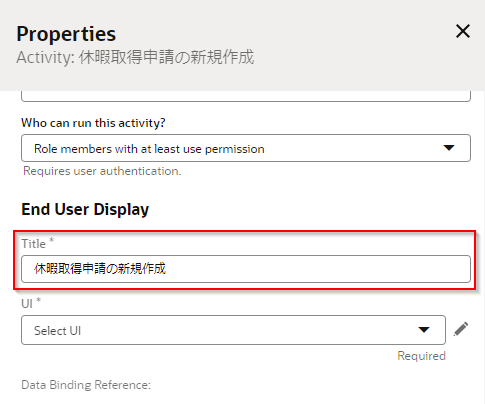 Properties
Activity: 休暇取得申請の新規作成
Who can run this activity?
Role members with at least use permission
Requires user authentication.
End User Display
Title *
休暇取得申請の新規作成
UI *
Select UI
Required
Data Binding Reference: